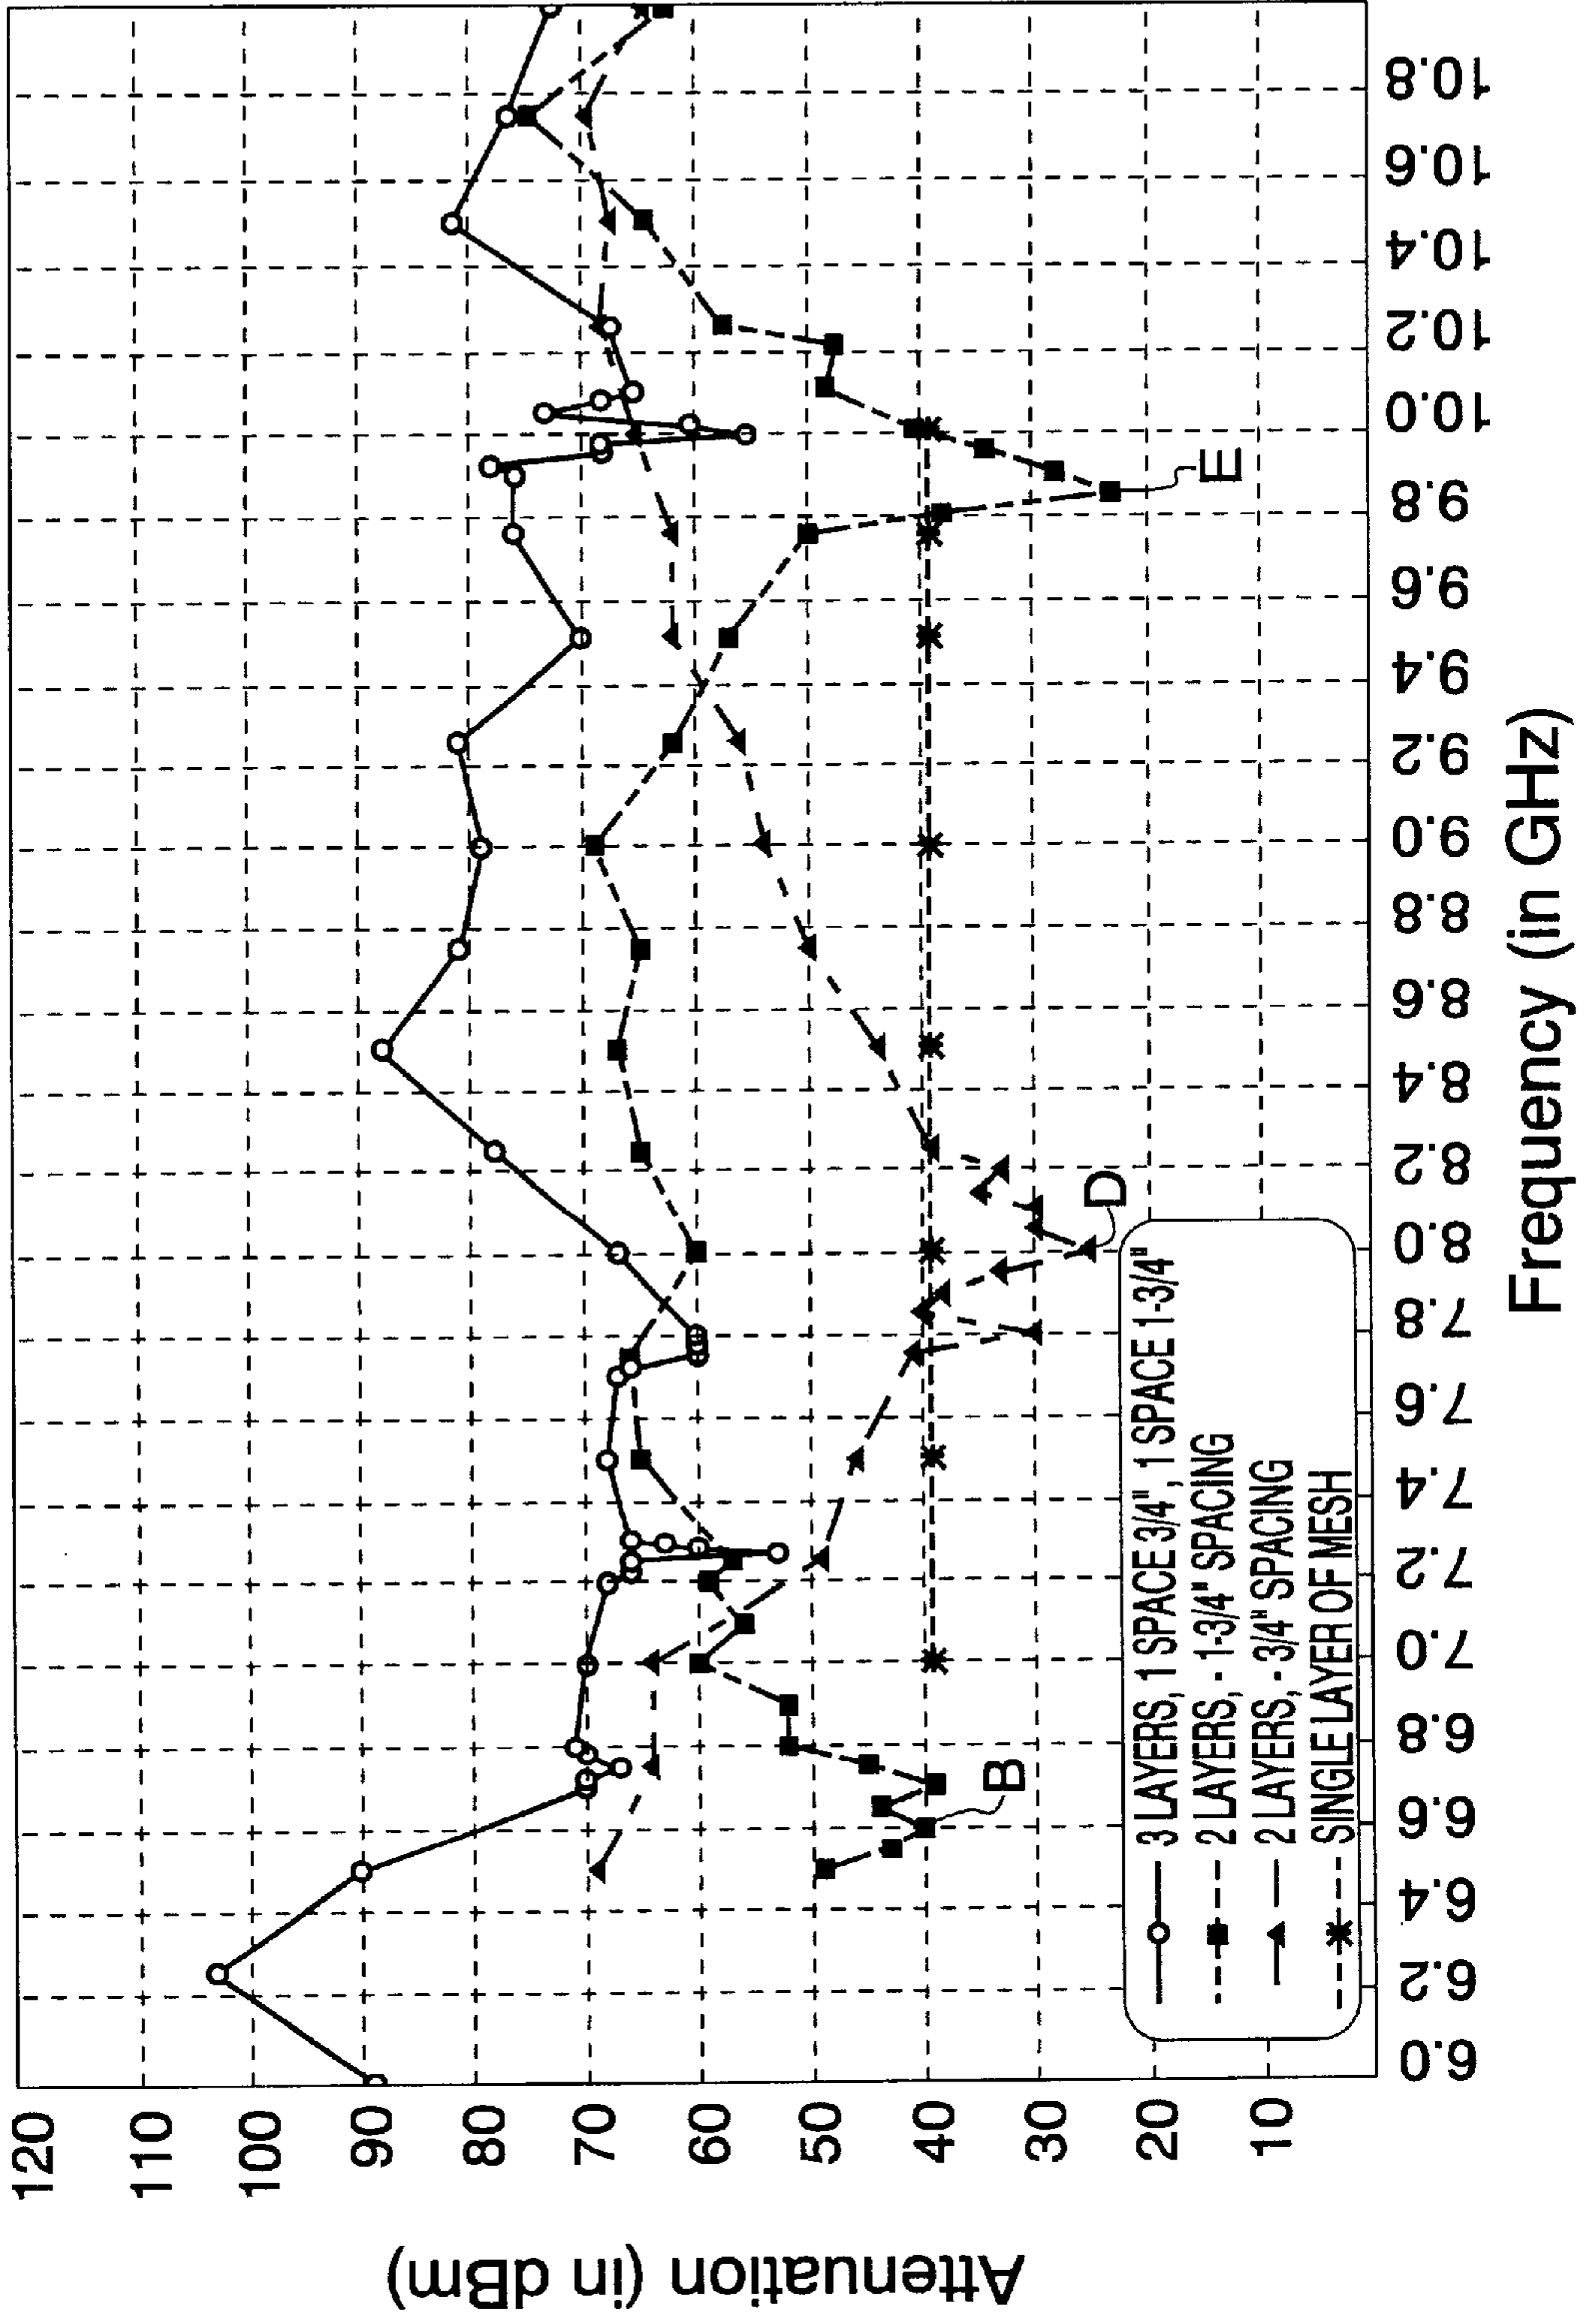 Attenuation (in dBm)
120
110
100
90
80
70
60
50
40
30
20
10
B
D
E
3 LAYERS, 1 SPACE 3/4", 1 SPACE 1-3/4"
2 LAYERS, - 1-3/4" SPACING
2 LAYERS, - 3/4" SPACING
SINGLE LAYER OF MESH
6.0 6.2 6.4 6.6 6.8 7.0 7.2 7.4 7.6 7.8 8.0 8.2 8.4 8.6 8.8 9.0 9.2 9.4 9.6 9.8 10.0 10.2 10.4 10.6 10.8
Frequency (in GHz)